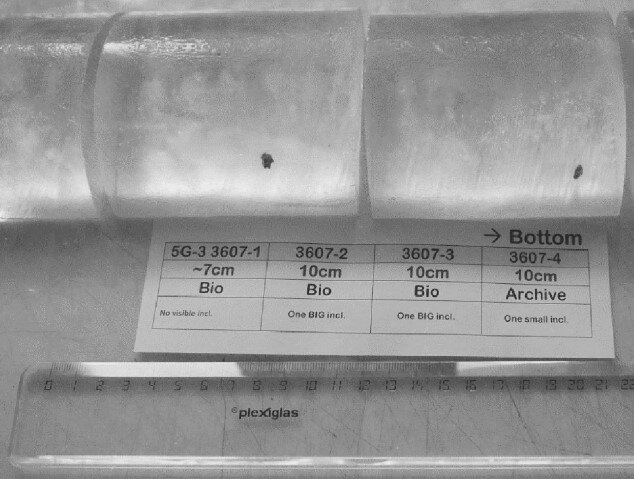 → Bottom
5G-3 3607-1 3607-2 3607-3 3607-4
~7cm 10cm 10cm 10cm
Bio Bio Bio Archive
No visible incl. One BIG incl. One BIG incl. One small incl.
0 1 2 3 4 5 6 7 8 9 10 11 12 13 14 15 16 17 18 19 20 21 22
©plexiglas